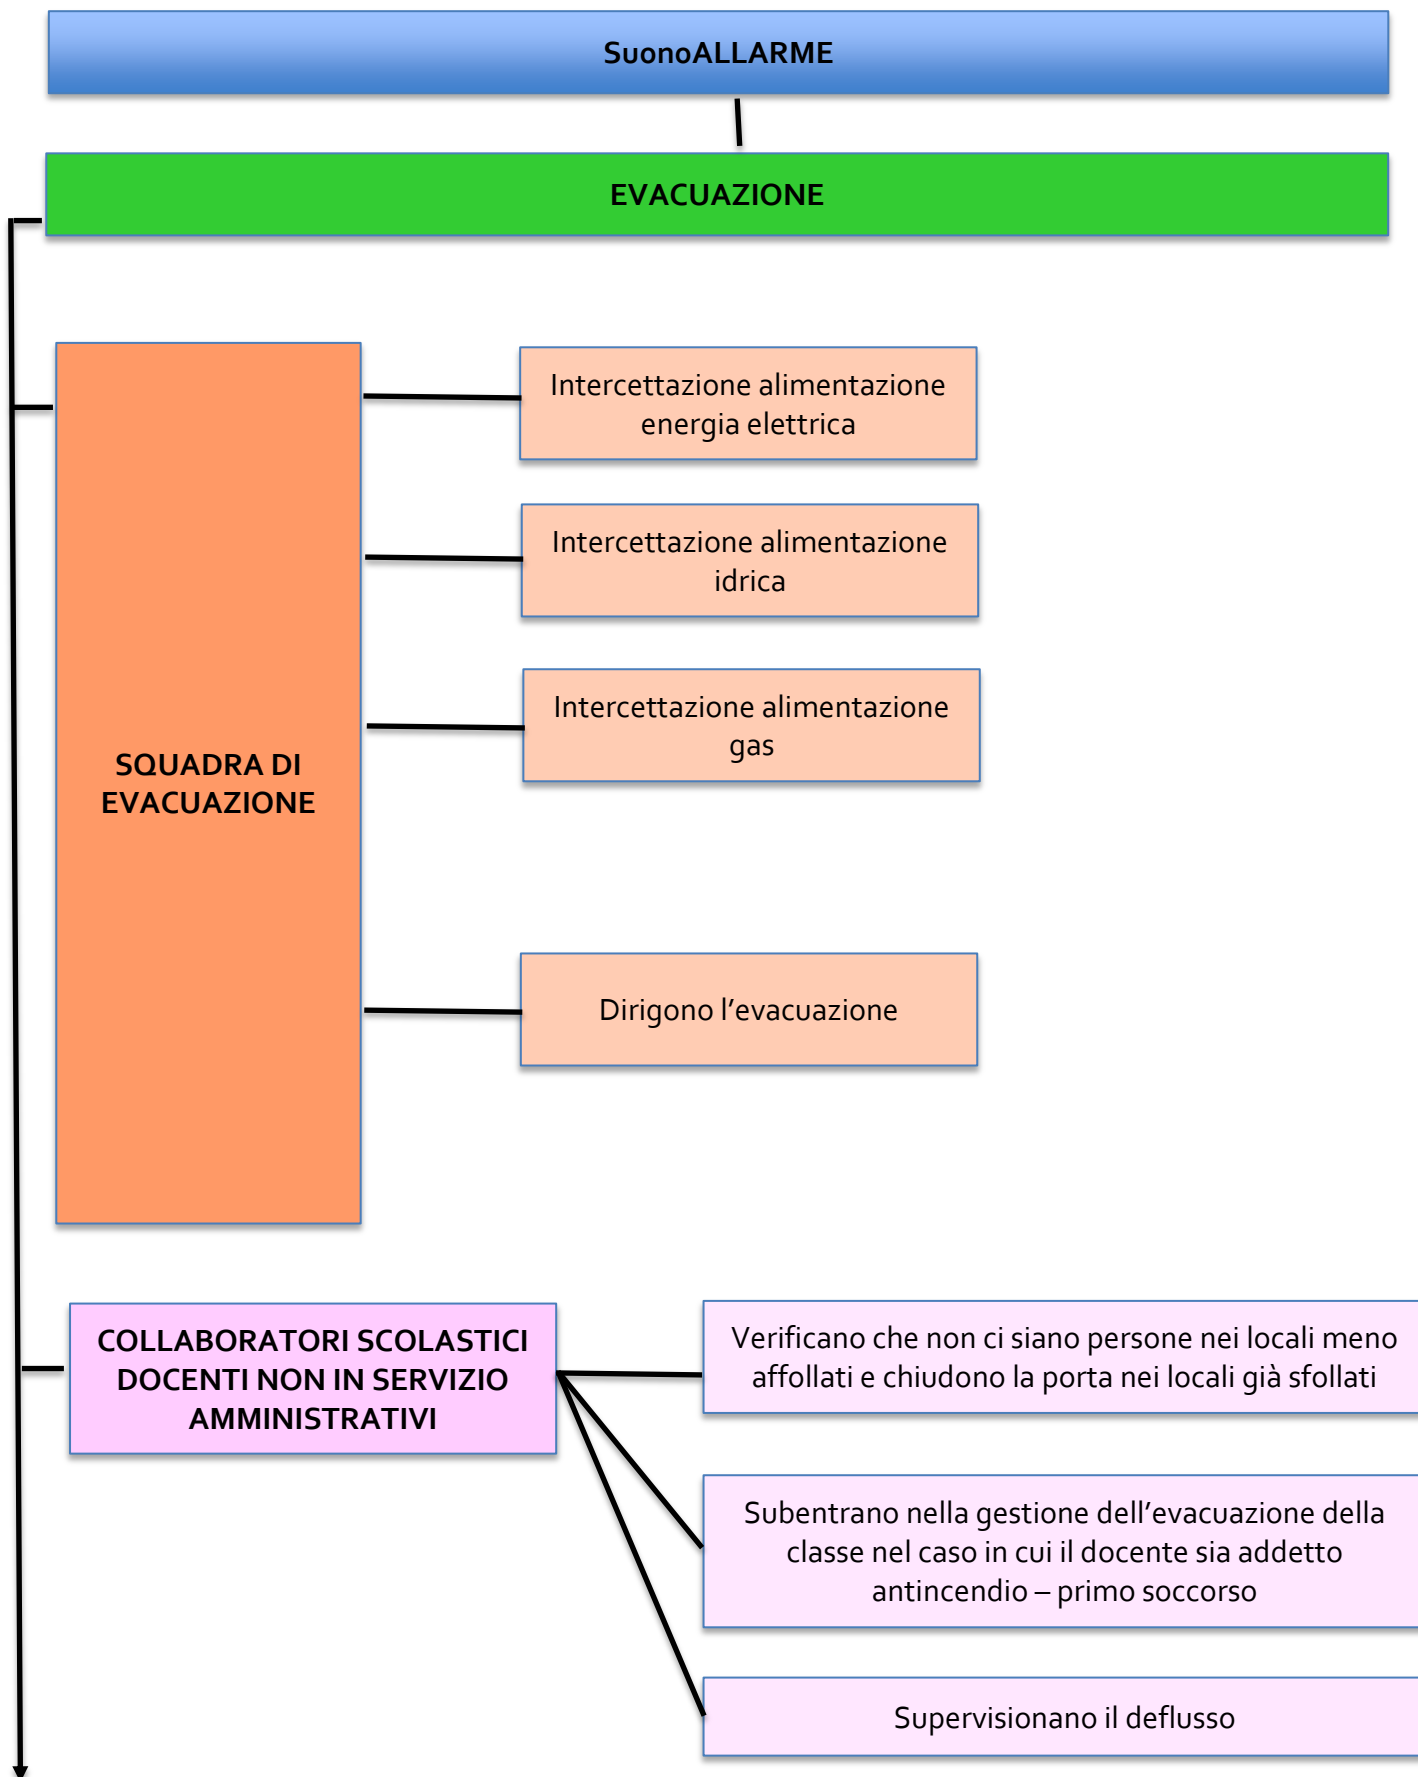 SuonoALLARME
EVACUAZIONE
SQUADRA DI
EVACUAZIONE
Intercettazione alimentazione
energia elettrica
Intercettazione alimentazione
idrica
Intercettazione alimentazione
gas
Dirigono l’evacuazione
COLLABORATORI SCOLASTICI
DOCENTI NON IN SERVIZIO
AMMINISTRATIVI
Verificano che non ci siano persone nei locali meno
affollati e chiudono la porta nei locali già sfollati
Subentrano nella gestione dell’evacuazione della
classe nel caso in cui il docente sia addetto
antincendio – primo soccorso
Supervisionano il deflusso